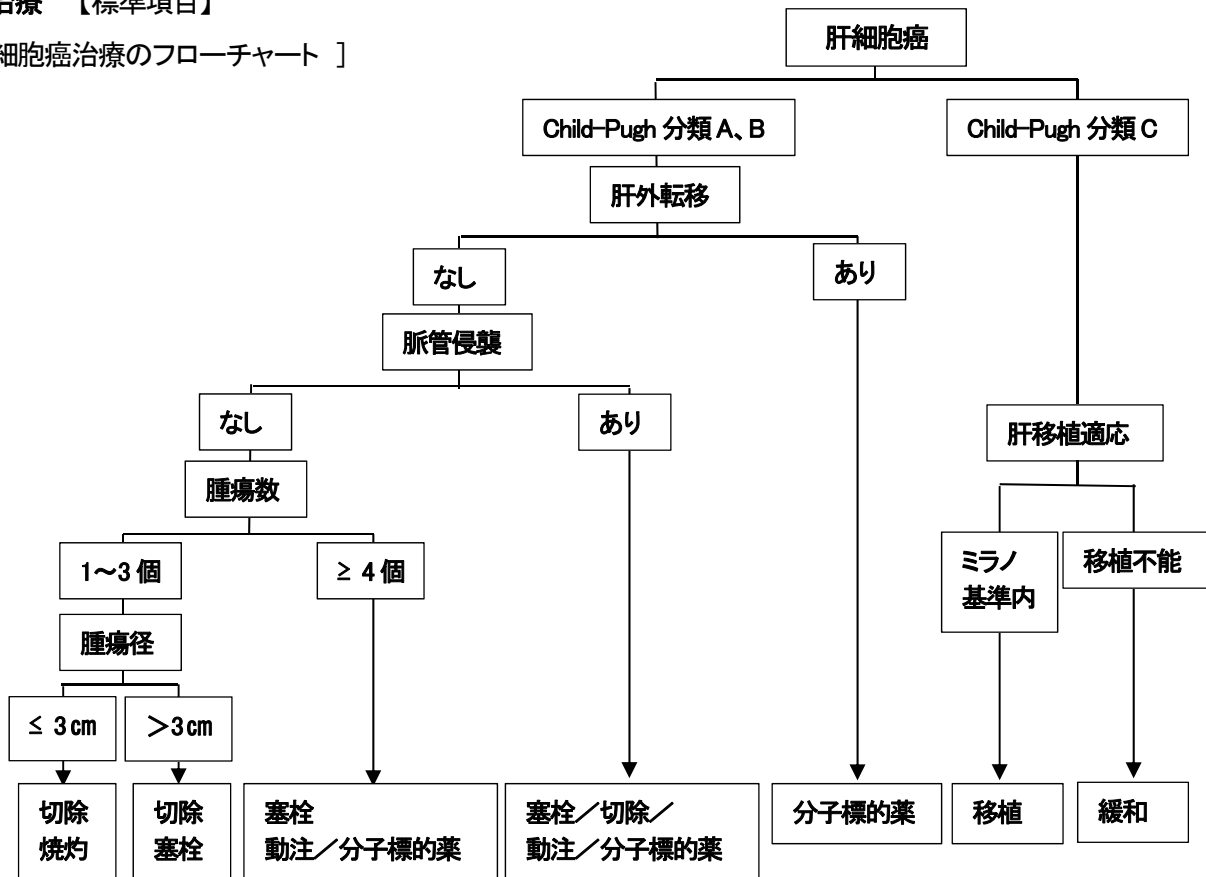 治療 【標準項目】
細胞癌治療のフローチャート ]
肝細胞癌
Child-Pugh 分類 A、B
Child-Pugh 分類 C
肝外転移
なし
あり
脈管侵襲
なし
あり
肝移植適応
腫瘍数
1~3 個
≥ 4 個
ミラノ
基準内
移植不能
腫瘍径
≤ 3 cm
>3 cm
切除
焼灼
切除
塞栓
塞栓
動注/分子標的薬
塞栓/切除/
動注/分子標的薬
分子標的薬
移植
緩和